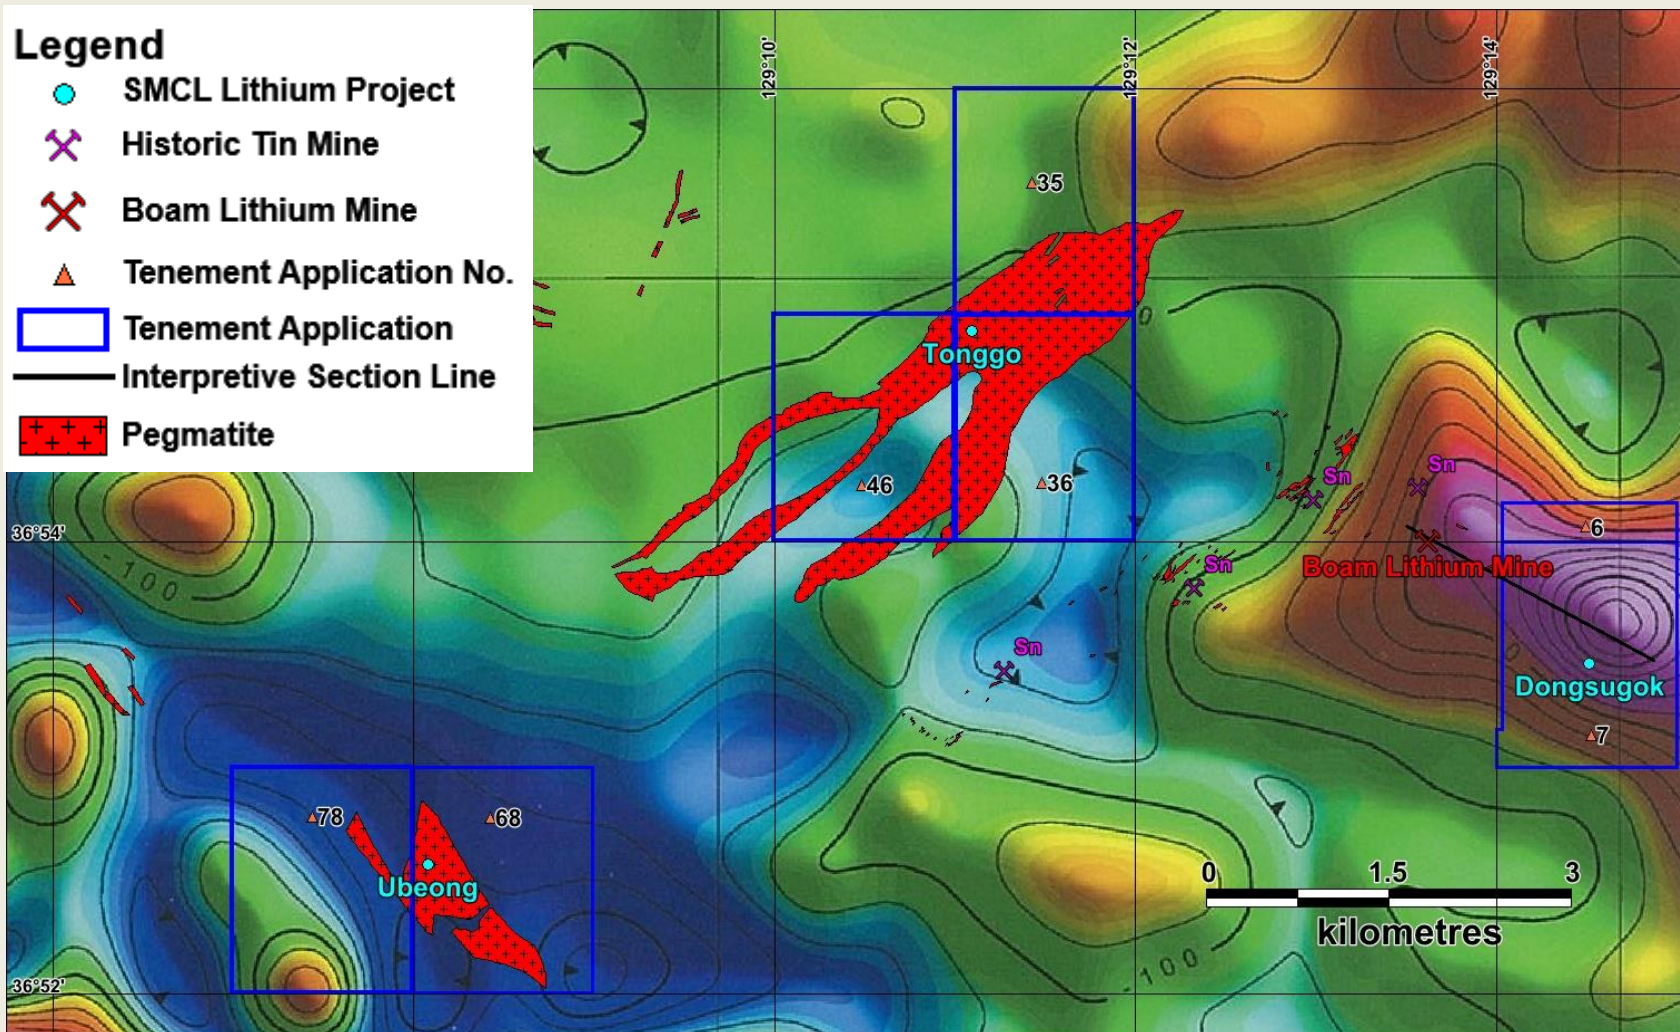 Legend
SMCL Lithium Project
Historic Tin Mine
Boam Lithium Mine
Tenement Application No.
Tenement Application
Interpretive Section Line
Pegmatite
129°10'
129°12'
129°14'
35
Tonggo
0
46
36
Sn
Sn
36°54'
6
-100
Sn
Boam Lithium Mine
Sn
Dongsugok
7
78
68
Ubeong
0 1.5 3
kilometres
-100
36°52'